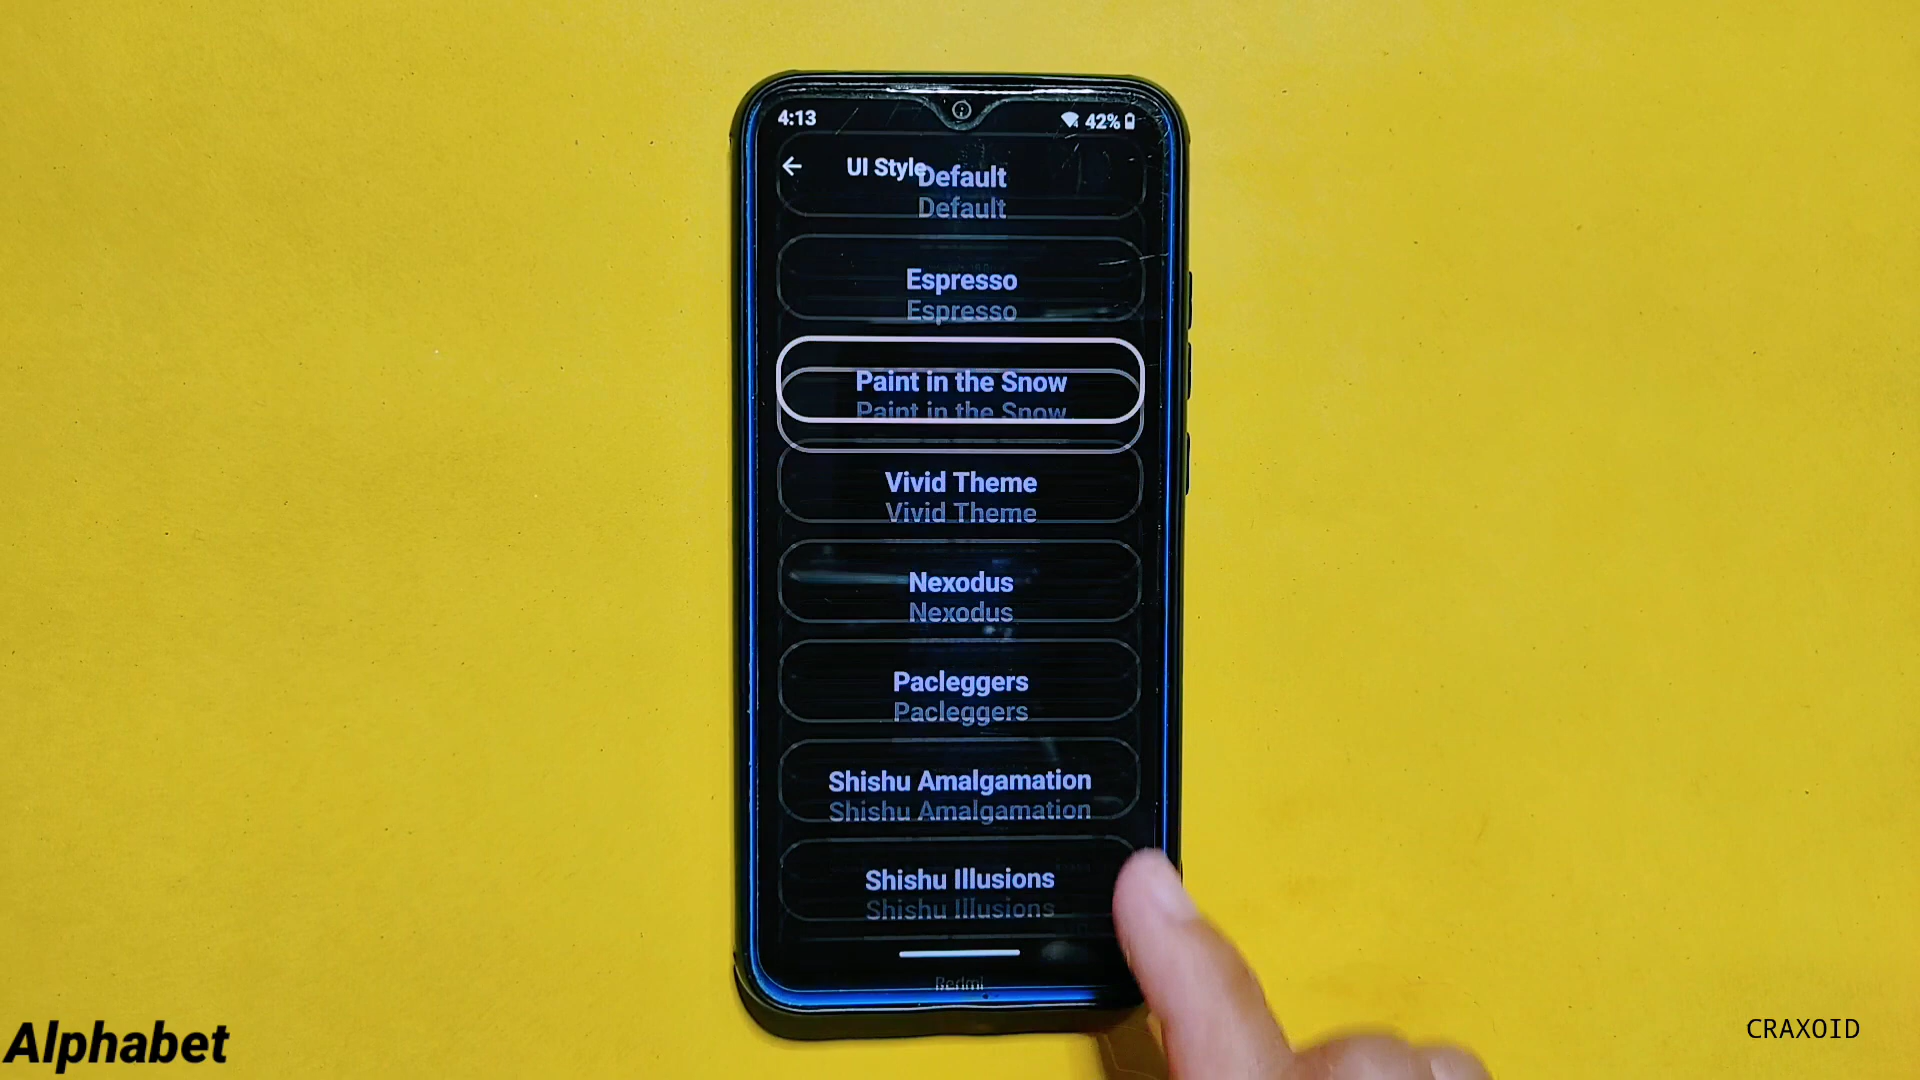 4:13
42%
UI Style
Default
Default
Espresso
Espresso
Paint in the Snow
Paint in the Snow
Vivid Theme
Vivid Theme
Nexodus
Nexodus
Pacleggers
Pacleggers
Shishu Amalgamation
Shishu Amalgamation
Shishu Illusions
Shishu Illusions
Redmi
Alphabet
CRAXOID